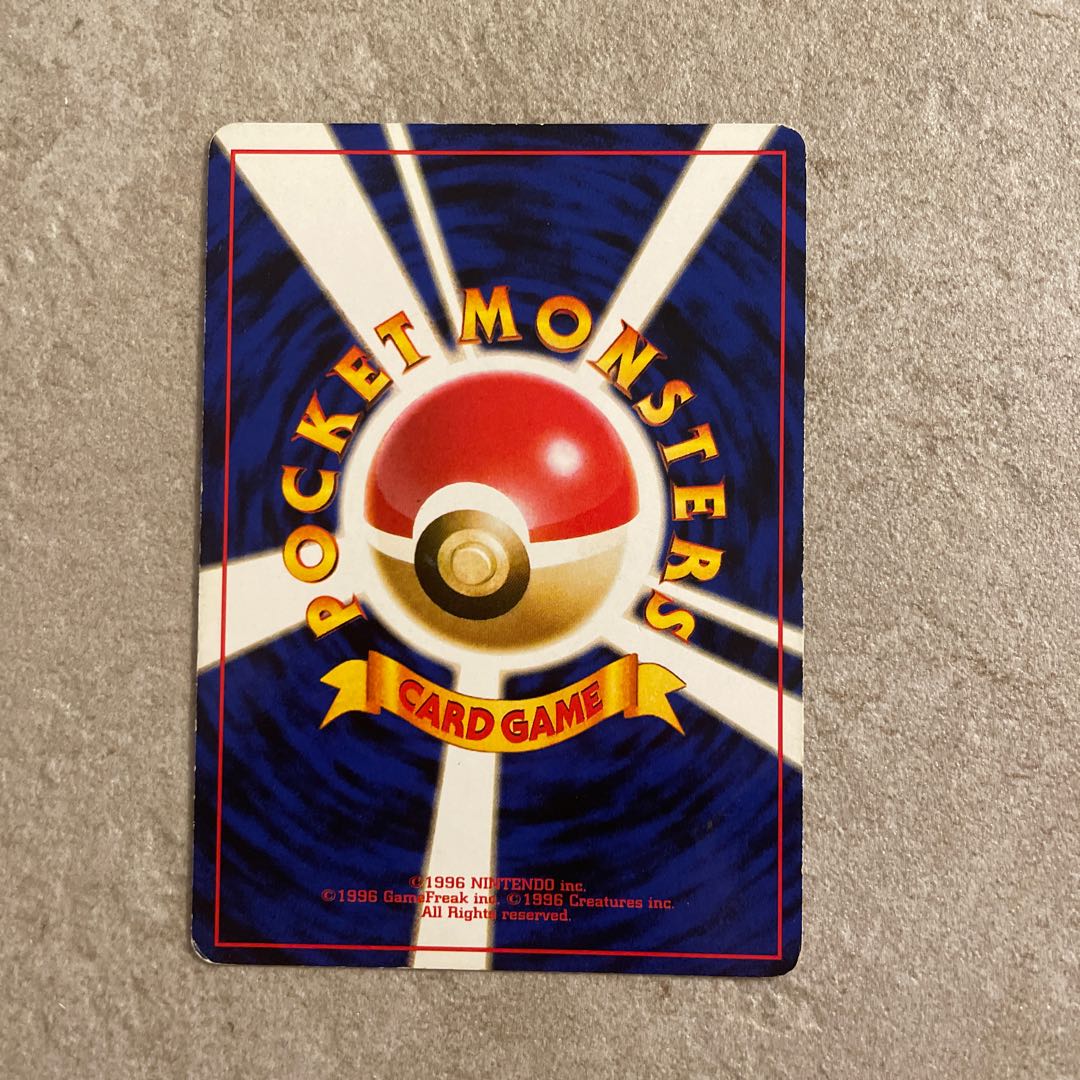 POCKET MONSTERS
CARD GAME
©1996 NINTENDO inc.
©1996 GameFreak inc. ©1996 Creatures inc.
All Rights reserved.